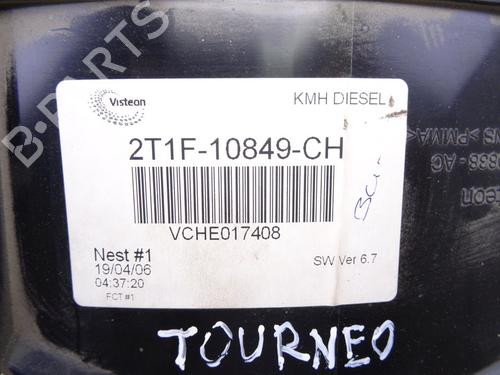 B-PARTS
Visteon
KMH DIESEL
2T1F-10849-CH
VCHE017408
Nest #1
19/04/06
04:37:20
FCT #1
SW Ver 6.7
>PMMA<
TOURNEO